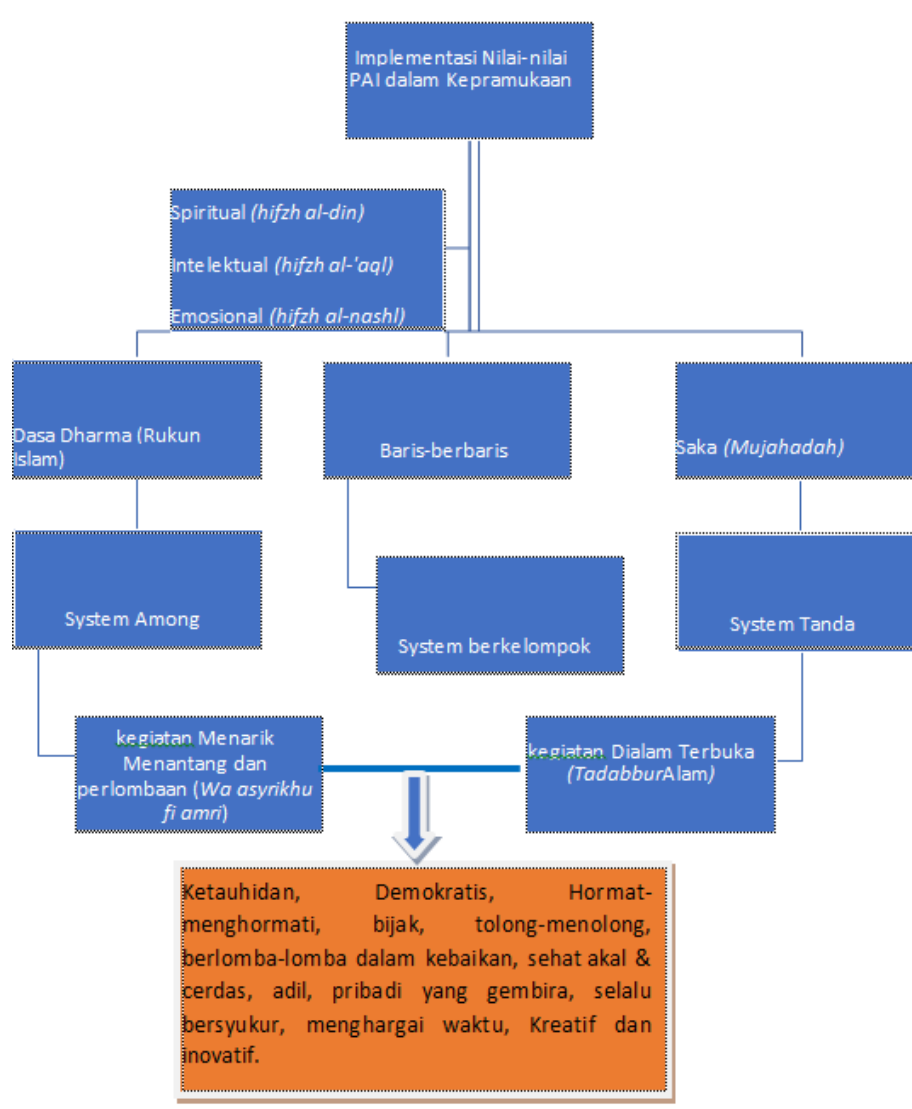 Implementasi Nilai-nilai
PAI dalam Kepramukaan
Spiritual (hifzh al-din)
Intelektual (hifzh al-'aql)
Emosional (hifzh al-nashl)
Dasa Dharma (Rukun
Islam)
Baris-berbaris
Saka (Mujahadah)
System Among
System berkelompok
System Tanda
kegiatan Menarik
Menantang dan
perlombaan (Wa asyrikhu
fi amri)
kegiatan Dialam Terbuka
(TadabburAlam)
Ketauhidan, Demokratis, Hormat-
menghormati, bijak, tolong-menolong,
berlomba-lomba dalam kebaikan, sehat akal &
cerdas, adil, pribadi yang gembira, selalu
bersyukur, menghargai waktu, Kreatif dan
inovatif.